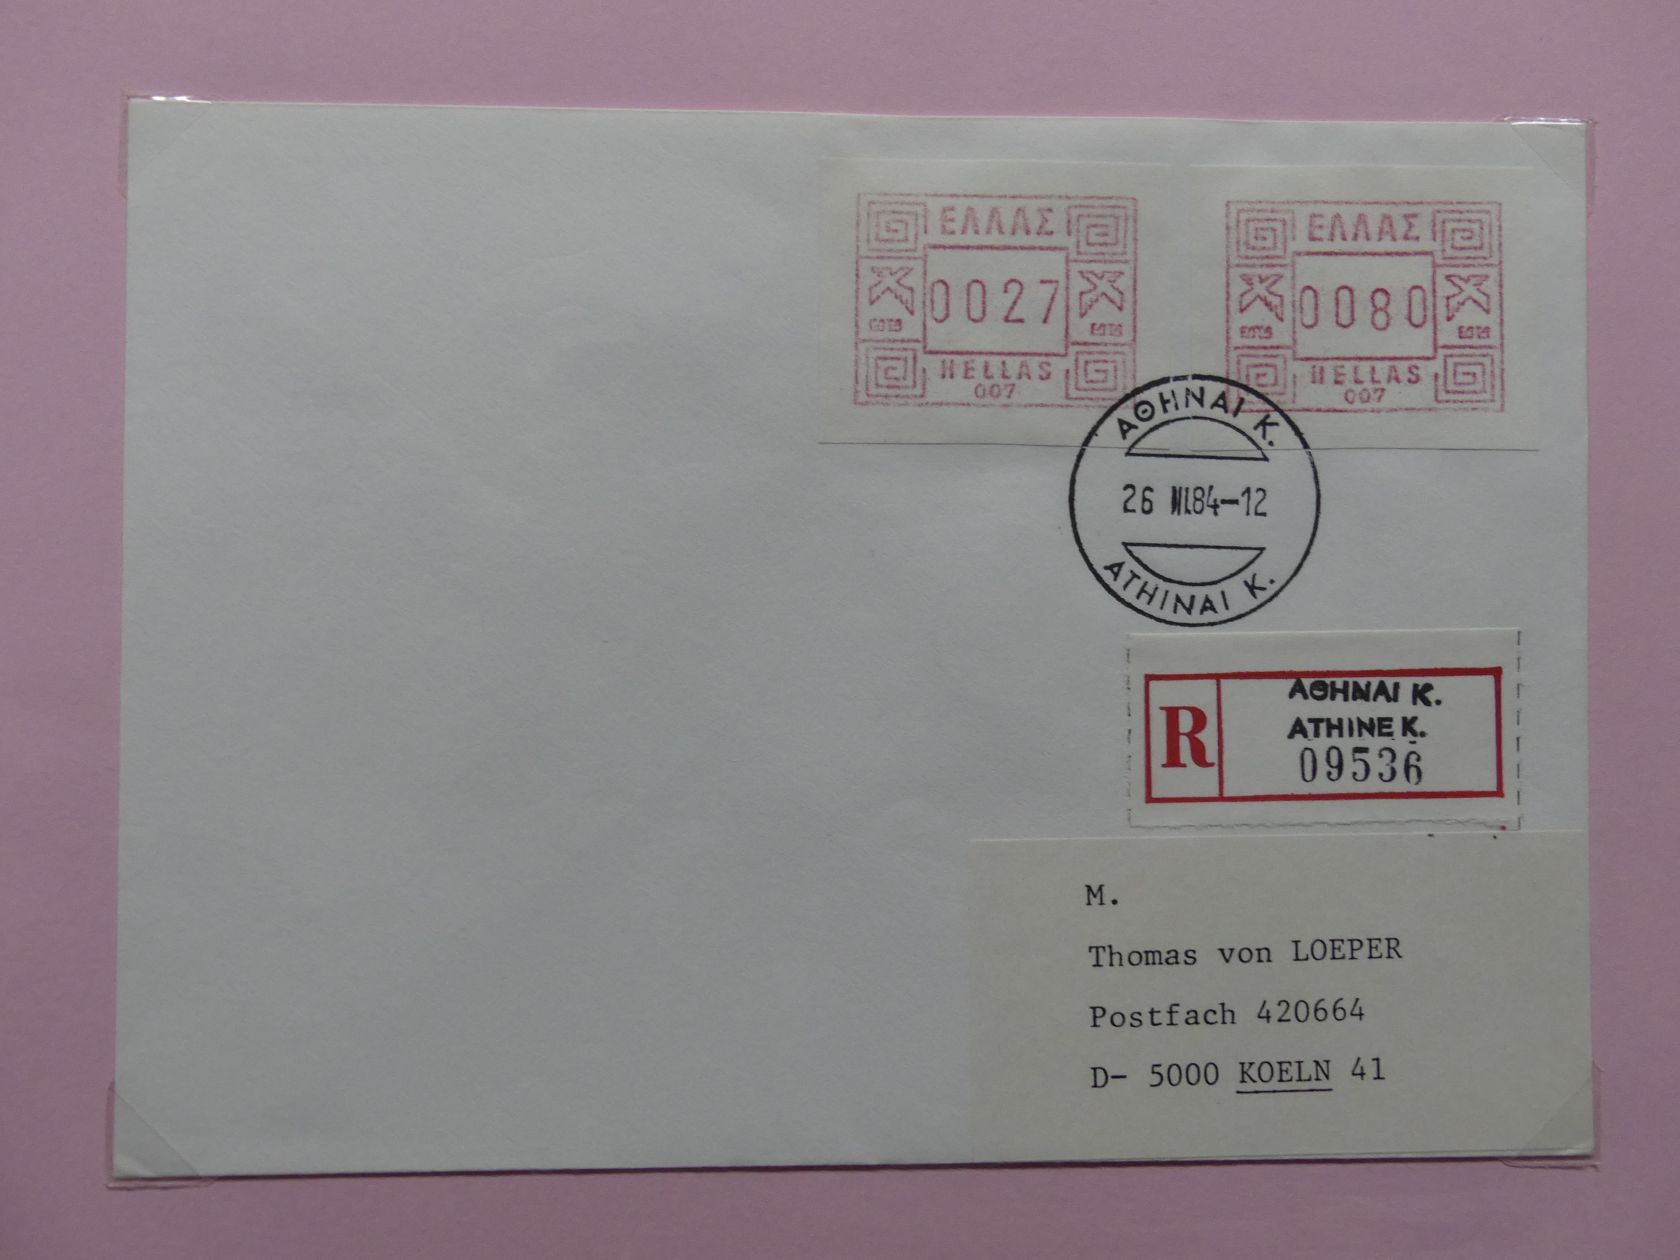 ΕΛΛΑΣ
0027
HELLAS
007
ΕΛΛΑΣ
0080
HELLAS
007
ΑΘΗΝΑΙ Κ.
26 84-12
ATHINAI K.
R
ΑΘΗΝΑΙ Κ.
ATHINE K.
09536
M.
Thomas von LOEPER
Postfach 420664
D- 5000 KOELN 41